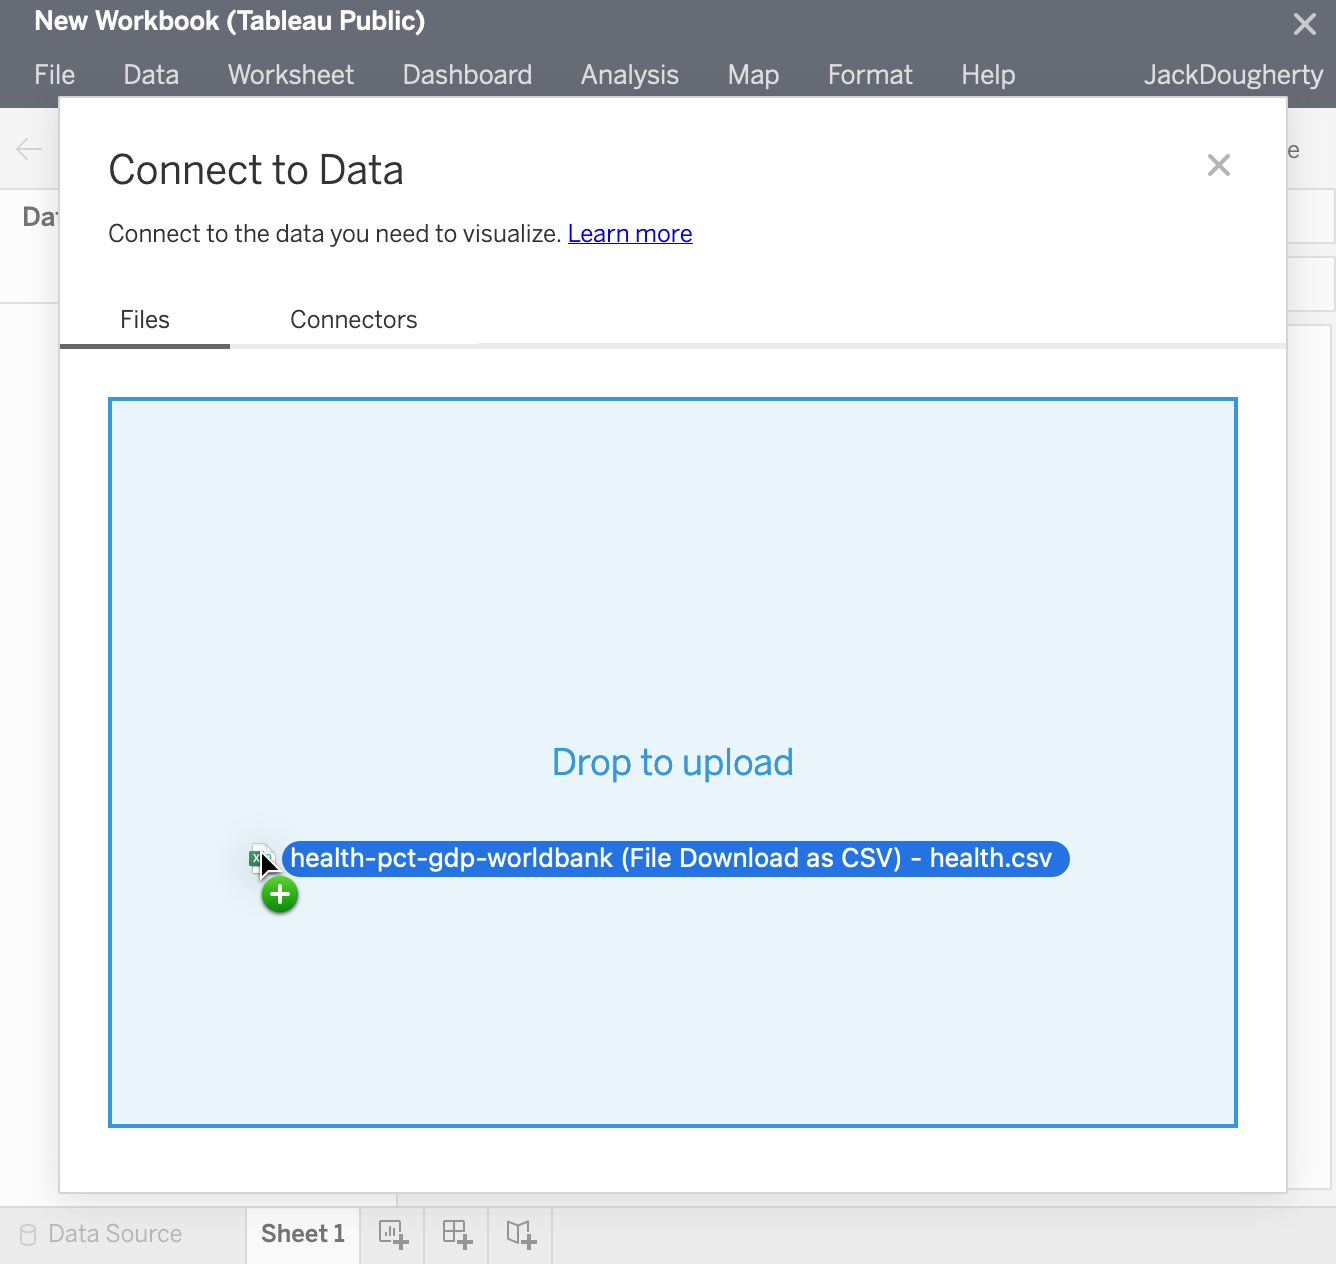 New Workbook (Tableau Public)
File Data Worksheet Dashboard Analysis Map Format Help JackDougherty
Connect to Data
Connect to the data you need to visualize. Learn more
Files Connectors
Drop to upload
health-pct-gdp-worldbank (File Download as CSV) - health.csv
Data Source Sheet 1